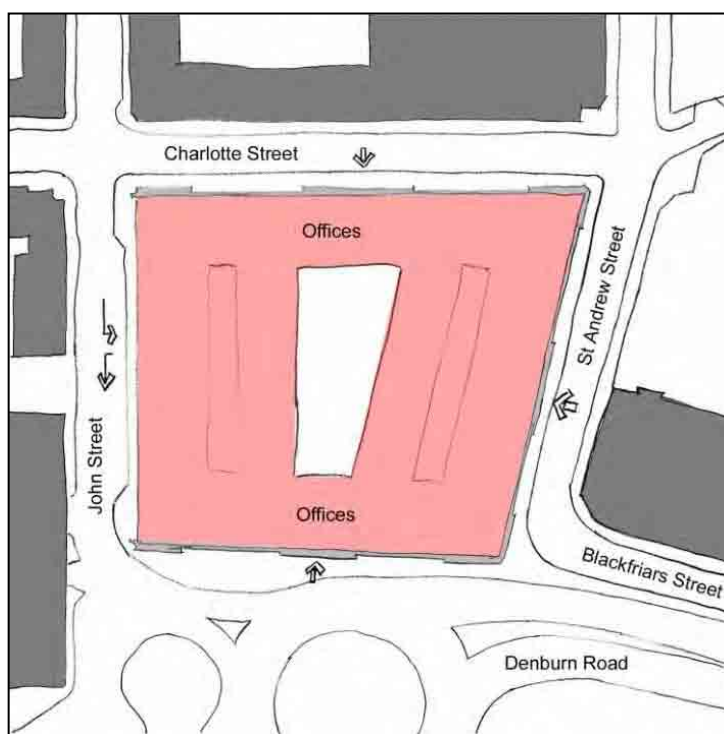 Charlotte Street
Offices
St Andrew Street
John Street
Offices
Blackfriars Street
Denburn Road